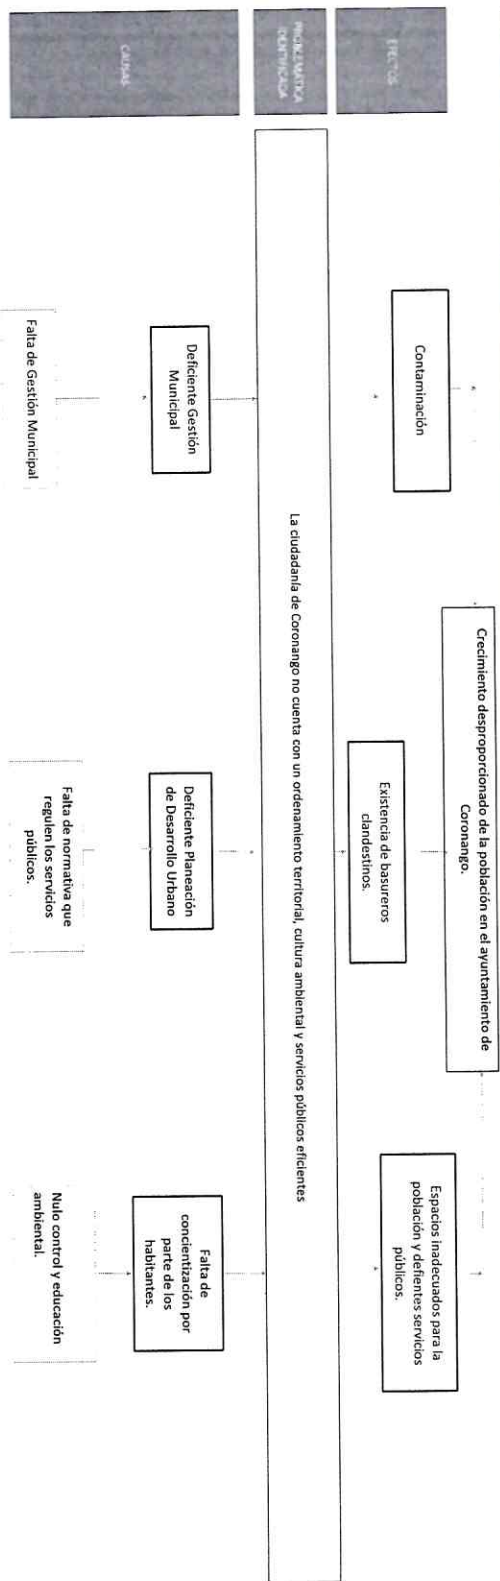 EFECTOS
Crecimiento desproporcionado de la población en el ayuntamiento de
Coronango.
Contaminación
Existencia de basureros
clandestinos.
Espacios inadecuados para la
población y defientes servicios
públicos.
PROBLEMÁTICA
IDENTIFICADA
La ciudadanía de Coronango no cuenta con un ordenamiento territorial, cultura ambiental y servicios públicos eficientes
CAUSAS
Deficiente Gestión
Municipal
Deficiente Planeación
de Desarrollo Urbano
Falta de
concientización por
parte de los
habitantes.
Falta de Gestión Municipal
Falta de normativa que
regulen los servicios
públicos.
Nulo control y educación
ambiental.